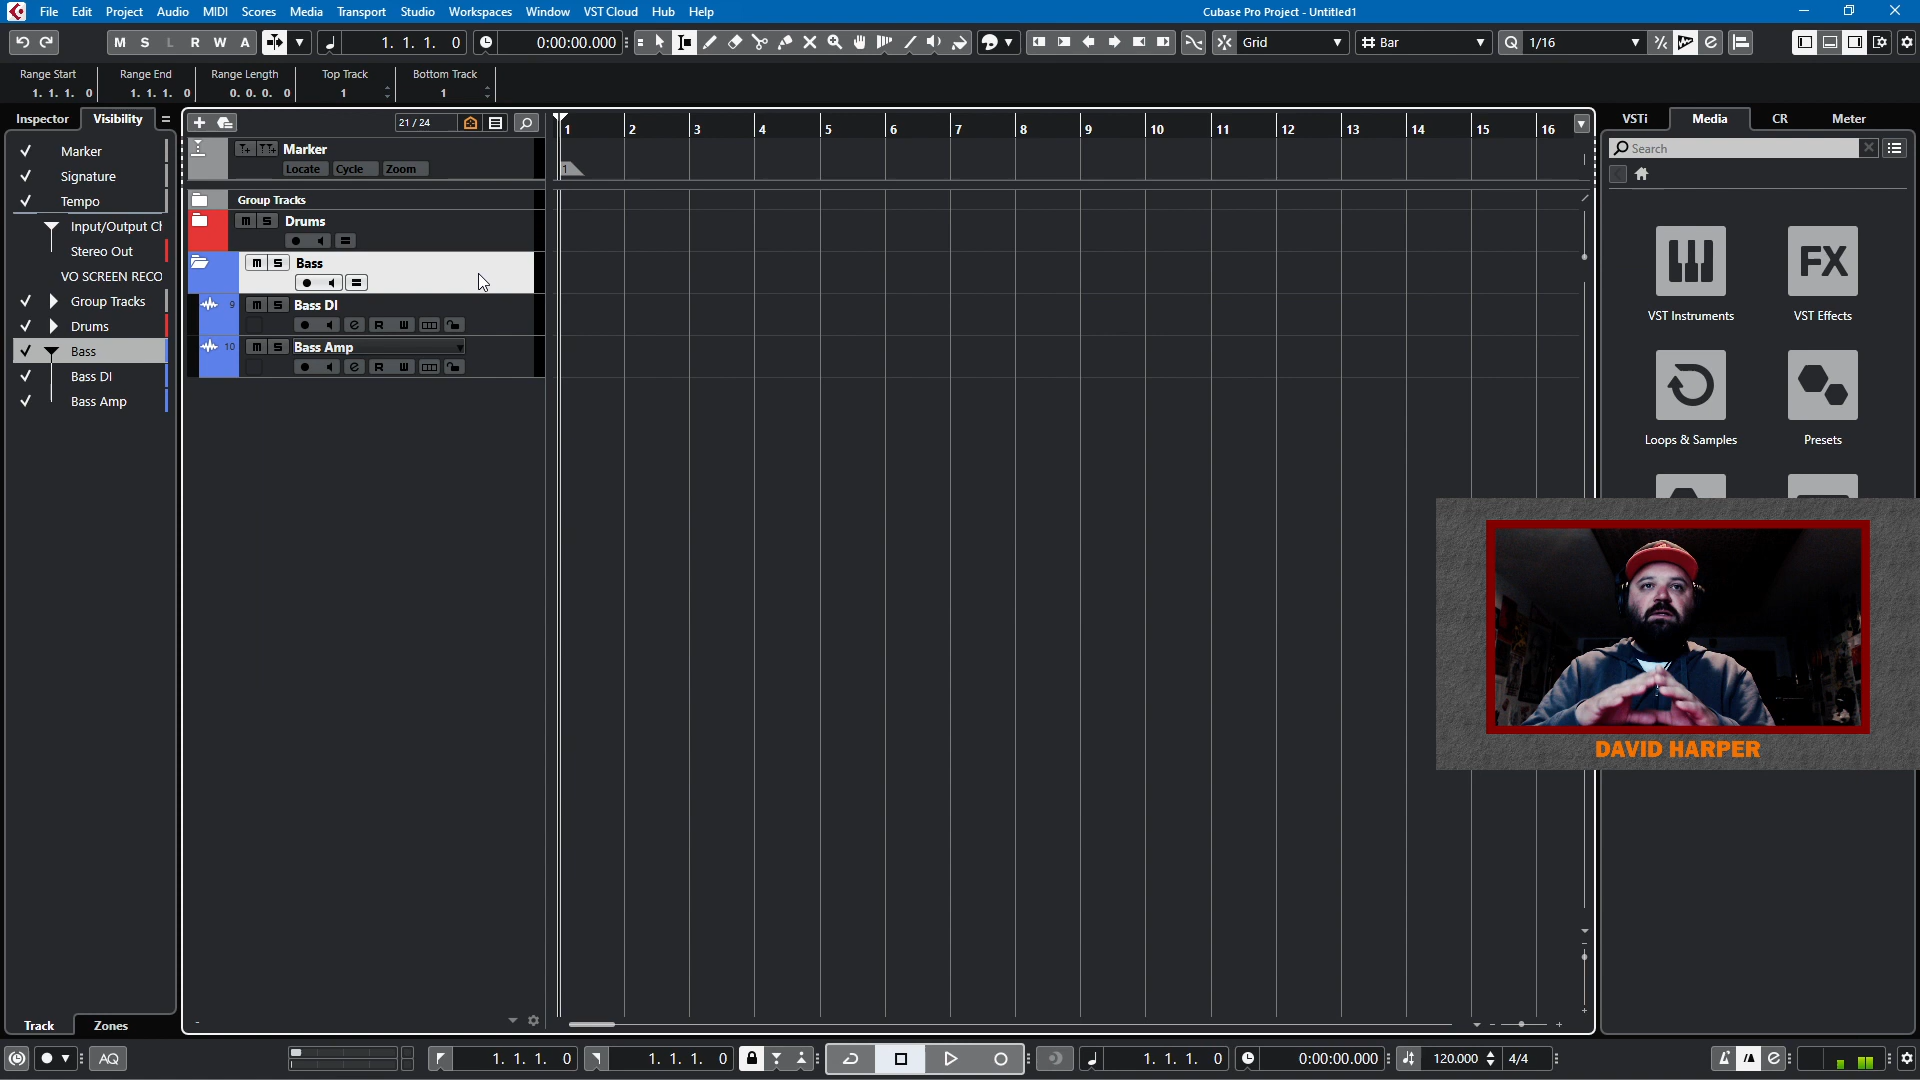 File Edit Project Audio MIDI Scores Media Transport Studio Workspaces Window VST Cloud Hub Help
Cubase Pro Project - Untitled1
M S L R W A
1. 1. 1. 0
0:00:00.000
Grid
Bar
Q 1/16
Range Start
1. 1. 1. 0
Range End
1. 1. 1. 0
Range Length
0. 0. 0. 0
Top Track
1
Bottom Track
1
Inspector
Visibility
Marker
Signature
Tempo
Input/Output Ch
Stereo Out
VO SCREEN RECO
Group Tracks
Drums
Bass
Bass DI
Bass Amp
Track
Zones
21 / 24
Marker
Locate Cycle Zoom
Group Tracks
m S Drums
m S Bass
9 m S Bass DI
e R
10 m S Bass Amp
e R
1 2 3 4 5 6 7 8 9 10 11 12 13 14 15 16
1
VSTi
Media
CR
Meter
Search
VST Instruments
FX
VST Effects
Loops & Samples
Presets
DAVID HARPER
AQ
1. 1. 1. 0
1. 1. 1. 0
1. 1. 1. 0
0:00:00.000
120.000
4/4